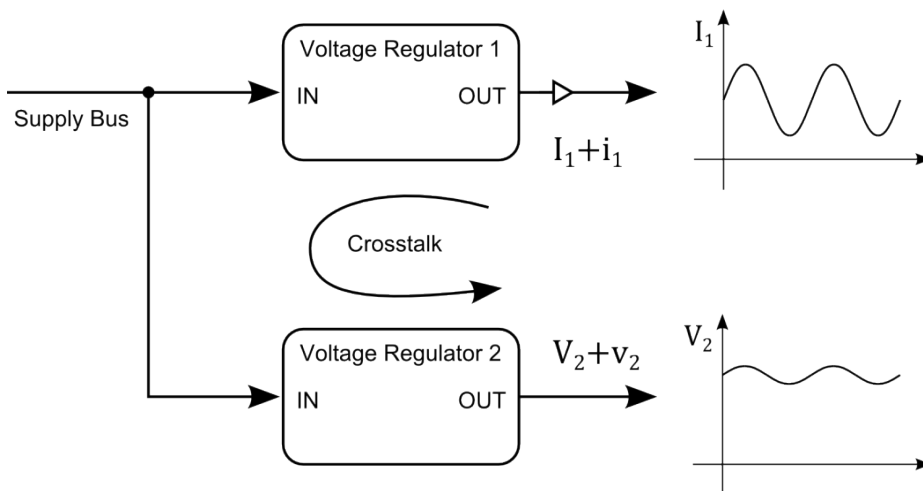 Voltage Regulator 1
IN
OUT
Supply Bus
I₁+i₁
I₁
Crosstalk
Voltage Regulator 2
IN
OUT
V₂+v₂
V₂